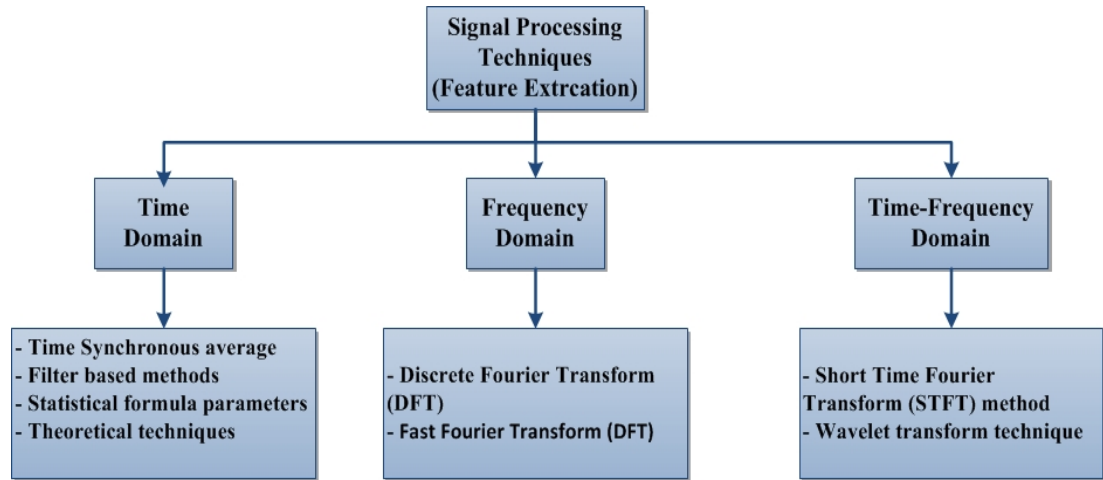 Signal Processing
Techniques
(Feature Extrcation)
Time
Domain
Frequency
Domain
Time-Frequency
Domain
- Time Synchronous average
- Filter based methods
- Statistical formula parameters
- Theoretical techniques
- Discrete Fourier Transform
(DFT)
- Fast Fourier Transform (DFT)
- Short Time Fourier
Transform (STFT) method
- Wavelet transform technique